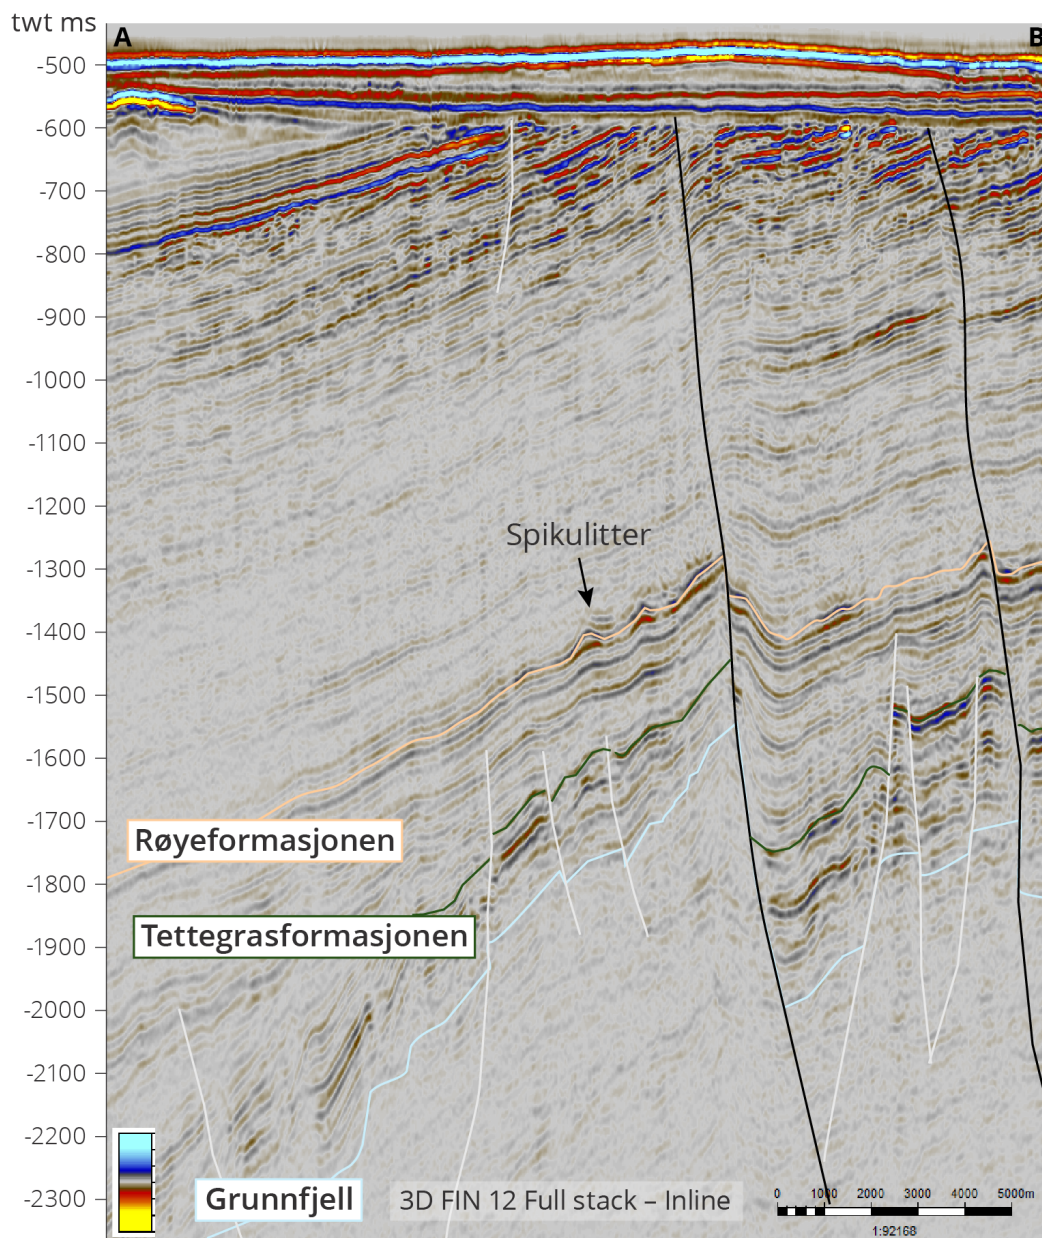 twt ms
A
B
-500
-600
-700
-800
-900
-1000
-1100
-1200
Spikulitter
-1300
-1400
-1500
-1600
-1700
Røyeformasjonen
-1800
Tettegrasformasjonen
-1900
-2000
-2100
-2200
Grunnfjell
3D FIN 12 Full stack – Inline
-2300
0 1000 2000 3000 4000 5000m
1:92168